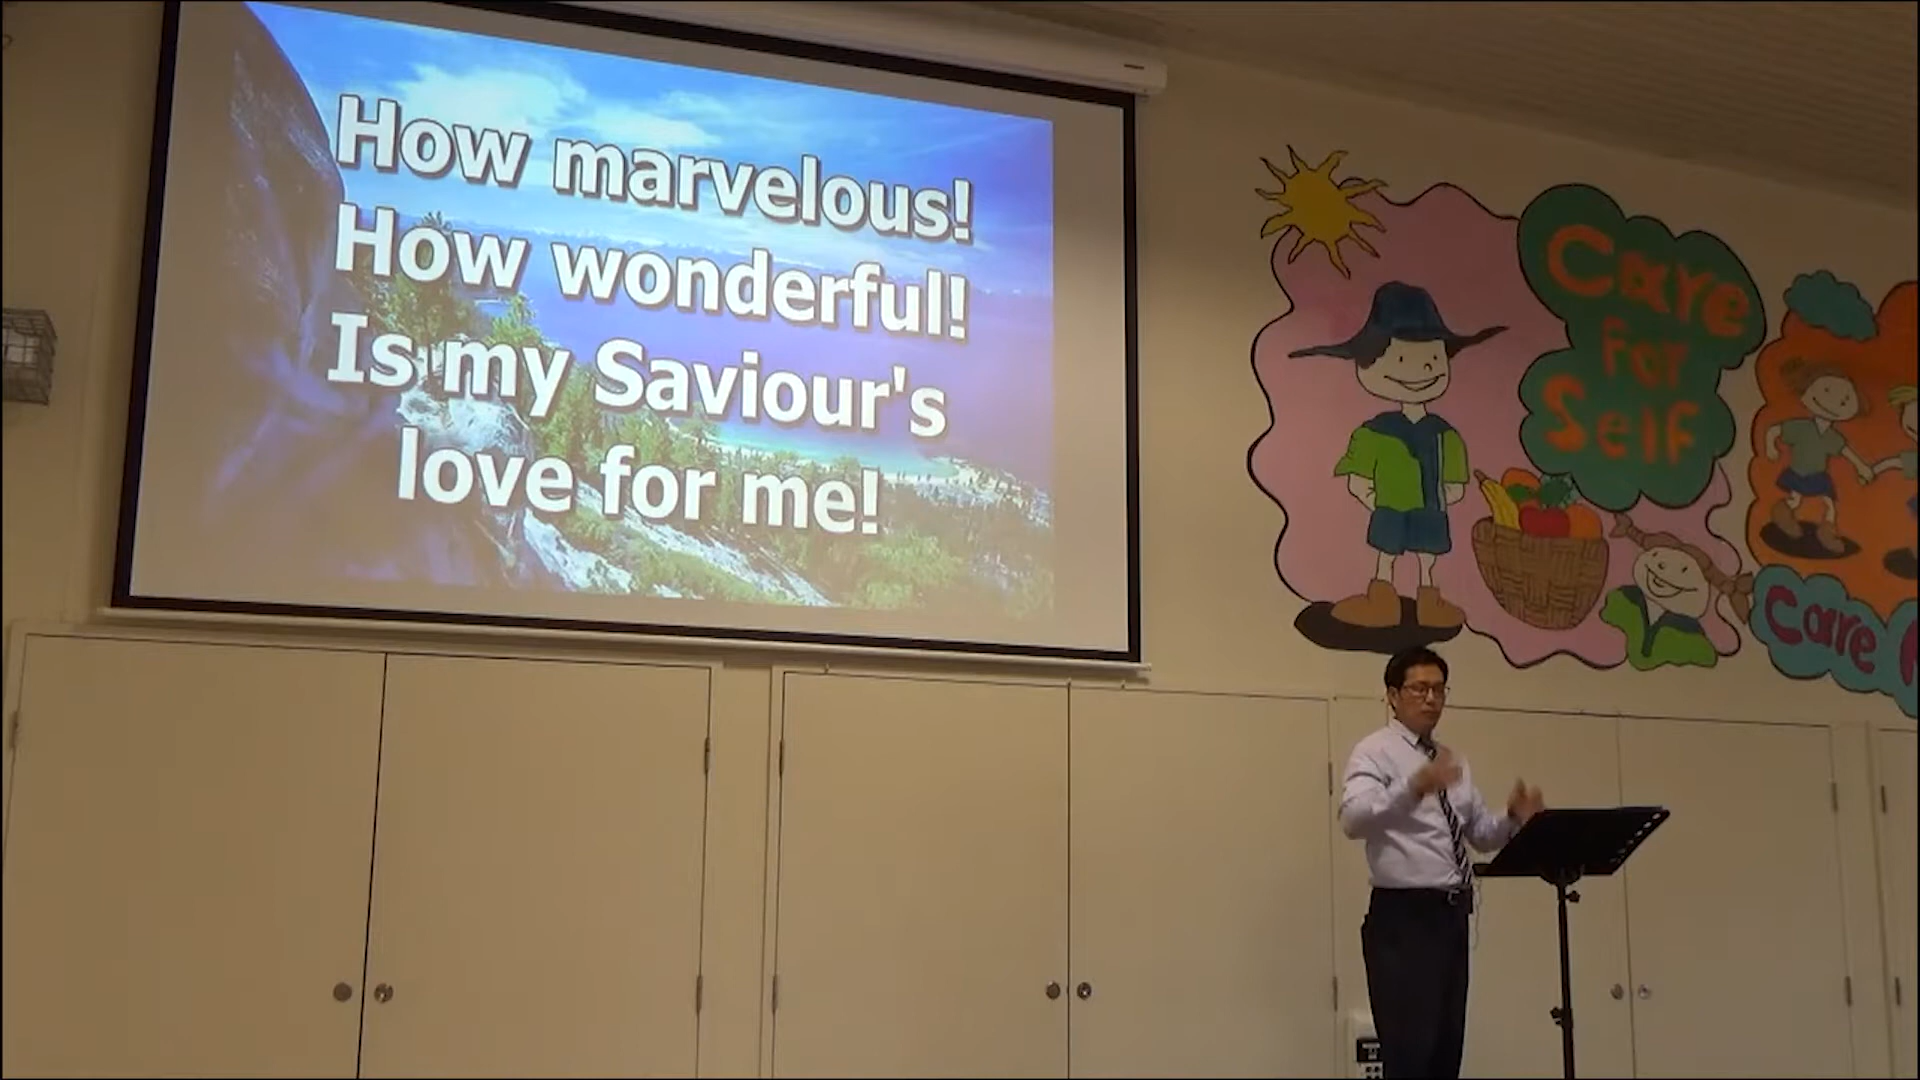 How marvelous!
How wonderful!
Is my Saviour's
love for me!
Care
for
Self
Care